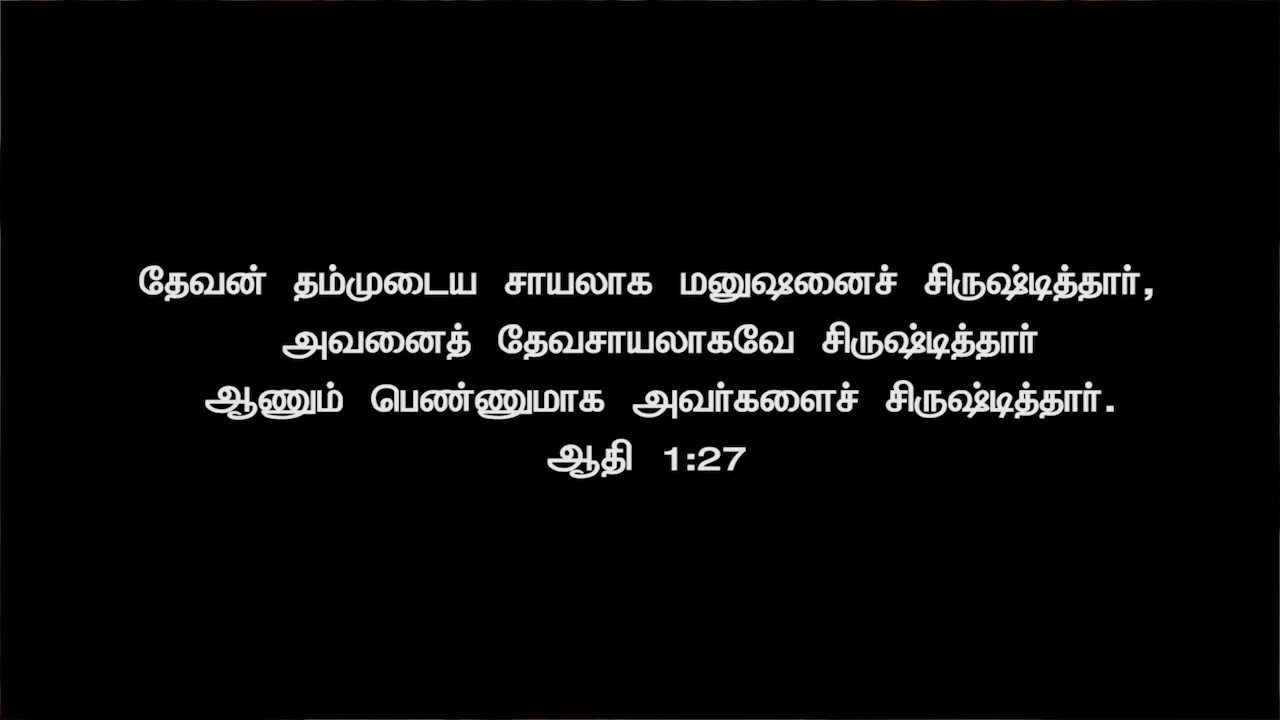 தேவன் தம்முடைய சாயலாக மனுஷனைச் சிருஷ்டித்தார்,
அவனைத் தேவசாயலாகவே சிருஷ்டித்தார்
ஆணும் பெண்ணுமாக அவர்களைச் சிருஷ்டித்தார்.
ஆதி 1:27